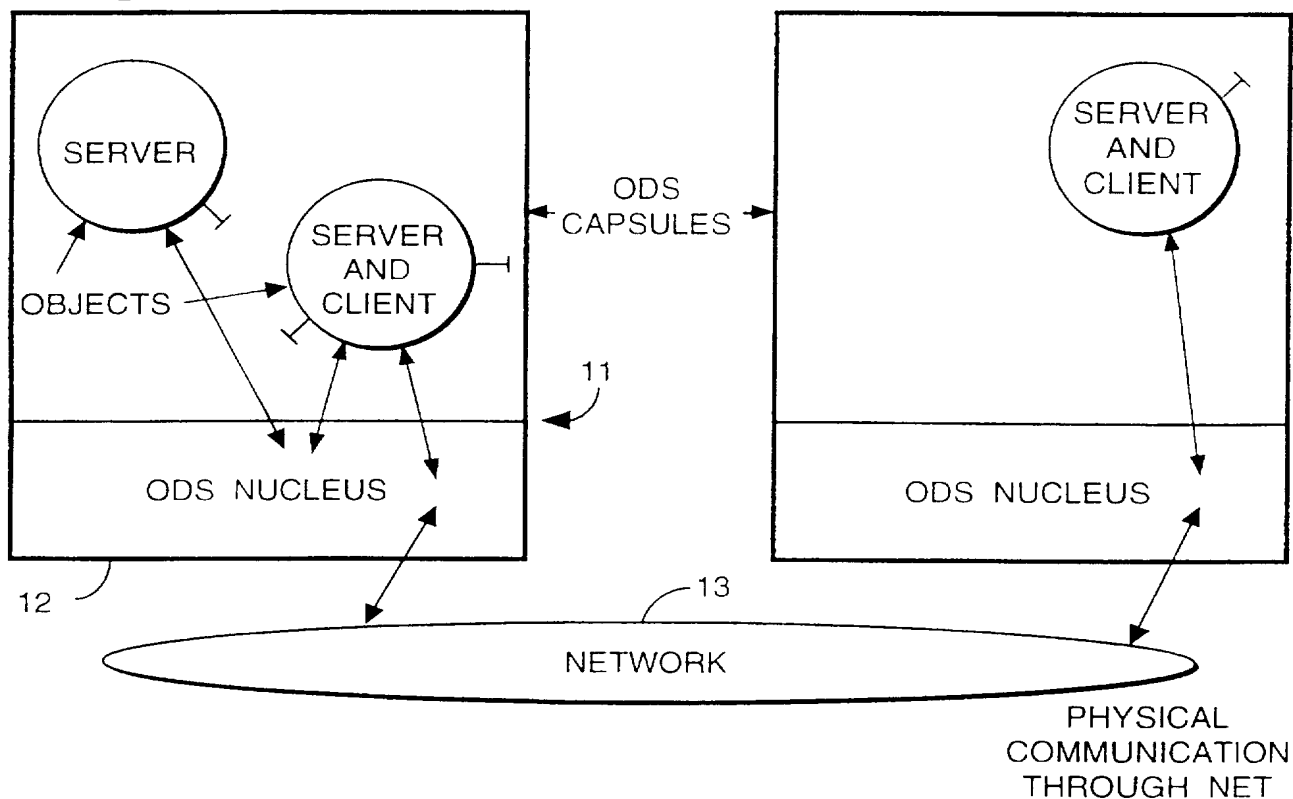 SERVER
SERVER
AND
CLIENT
OBJECTS
ODS
CAPSULES
SERVER
AND
CLIENT
11
ODS NUCLEUS
ODS NUCLEUS
12
13
NETWORK
PHYSICAL
COMMUNICATION
THROUGH NET